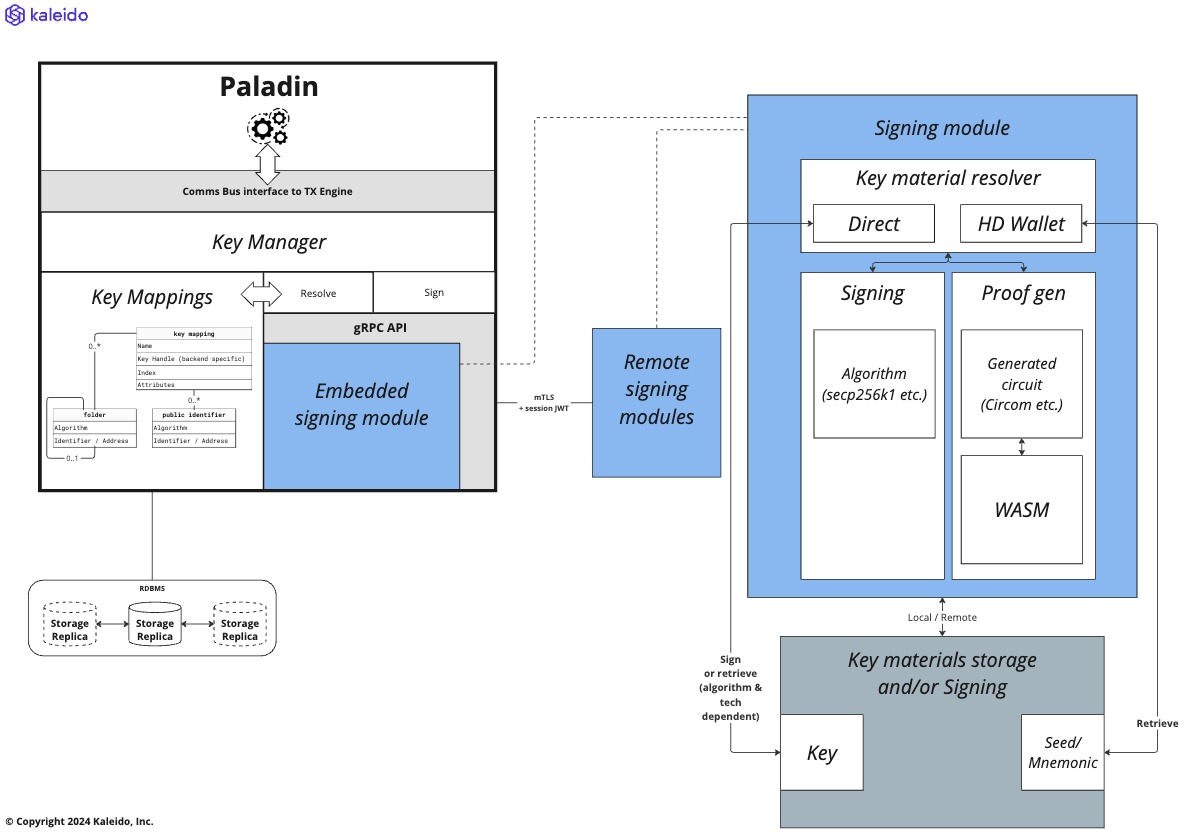 kaleido
Paladin
Comms Bus interface to TX Engine
Key Manager
Key Mappings
Resolve
Sign
gRPC API
Embedded
signing module
key mapping
Name
Key Handle (backend specific)
Index
Attributes
0..*
0..*
folder
Algorithm
Identifier / Address
0..1
public identifier
Algorithm
Identifier / Address
mTLS
+ session JWT
Remote
signing
modules
RDBMS
Storage
Replica
Storage
Replica
Storage
Replica
Signing module
Key material resolver
Direct
HD Wallet
Signing
Algorithm
(secp256k1 etc.)
Proof gen
Generated
circuit
(Circom etc.)
WASM
Local / Remote
Key materials storage
and/or Signing
Key
Seed/
Mnemonic
Sign
or retrieve
(algorithm &
tech
dependent)
Retrieve
© Copyright 2024 Kaleido, Inc.